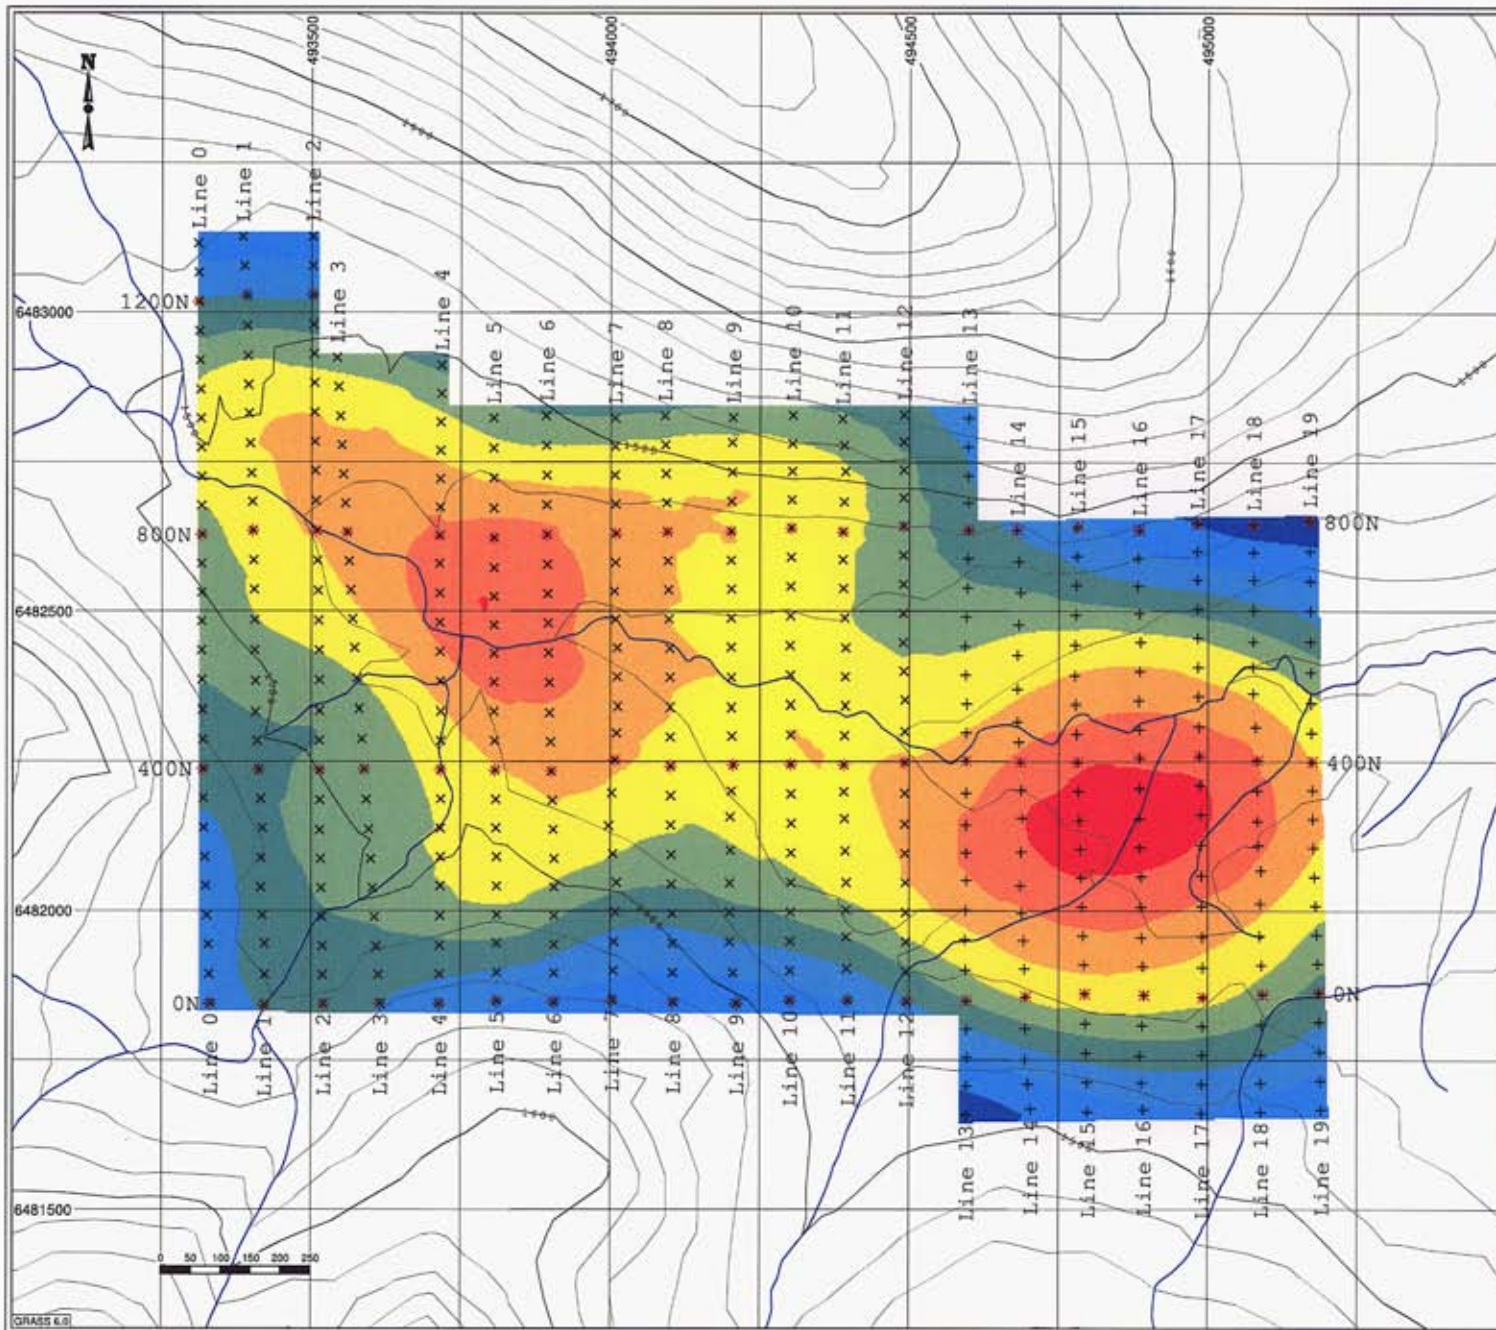 493500
494000
494500
495000
N
Line 0
Line 1
Line 2
Line 3
Line 4
Line 5
Line 6
Line 7
Line 8
Line 9
Line 10
Line 11
Line 12
Line 13
Line 14
Line 15
Line 16
Line 17
Line 18
Line 19
1200N
6483000
800N
800N
6482500
400N
400N
6482000
0N
0N
Line 0
Line 1
Line 2
Line 3
Line 4
Line 5
Line 6
Line 7
Line 8
Line 9
Line 10
Line 11
Line 12
Line 13
Line 14
Line 15
Line 16
Line 17
Line 18
Line 19
6481500
0 50 100 150 200 250
GRASS 6.0